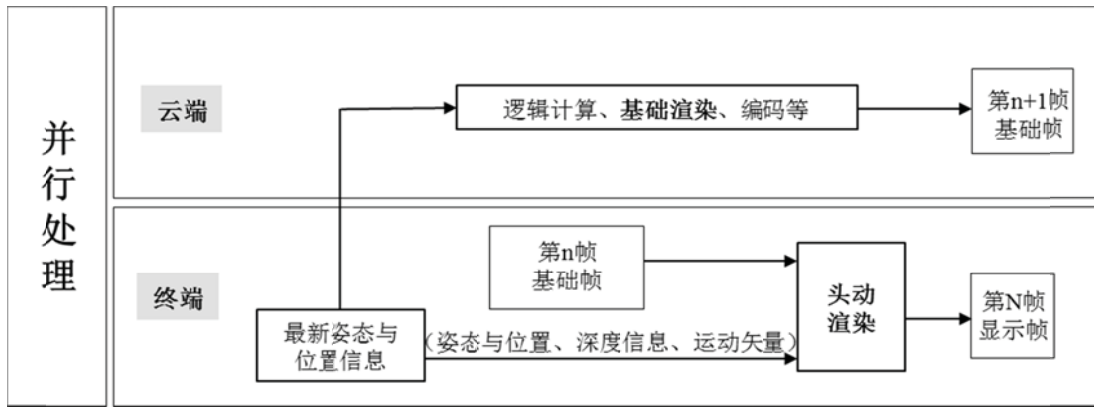 并行处理
云端
逻辑计算、基础渲染、编码等
第n+1帧
基础帧
终端
第n帧
基础帧
头动
渲染
第N帧
显示帧
最新姿态与
位置信息
（姿态与位置、深度信息、运动矢量）